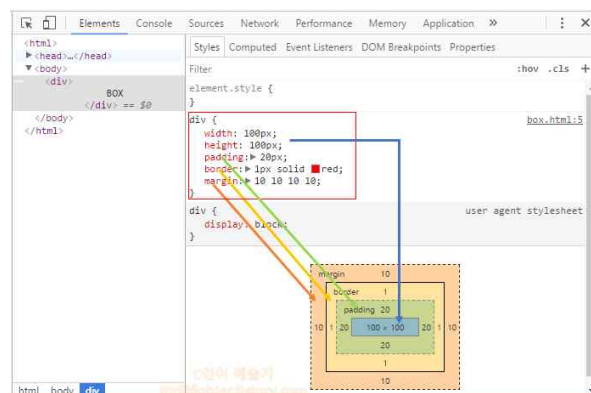 Elements Console Sources Network Performance Memory Application »
<html>
<head>…</head>
<body>
<div>
BOX
</div> == $0
</body>
</html>
html body div
Styles Computed Event Listeners DOM Breakpoints Properties
Filter :hov .cls +
element.style {
}
div { box.html:5
width: 100px;
height: 100px;
padding: 20px;
border: 1px solid red;
margin: 10 10 10 10;
}
div { user agent stylesheet
display: block;
}
margin 10
border 1
padding 20
10 1 20 100 × 100 20 1 10
20
1
10